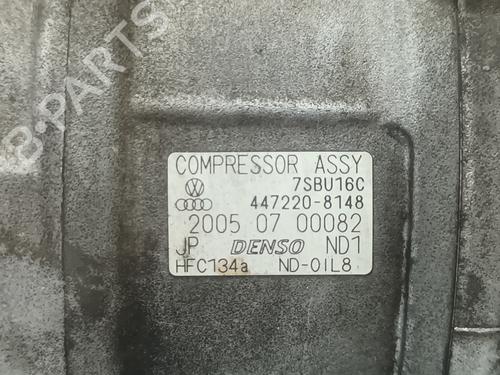 COMPRESSOR ASSY
7SBU16C
447220-8148
2005 07 00082
JP DENSO ND1
HFC134a ND-OIL8
B-PARTS